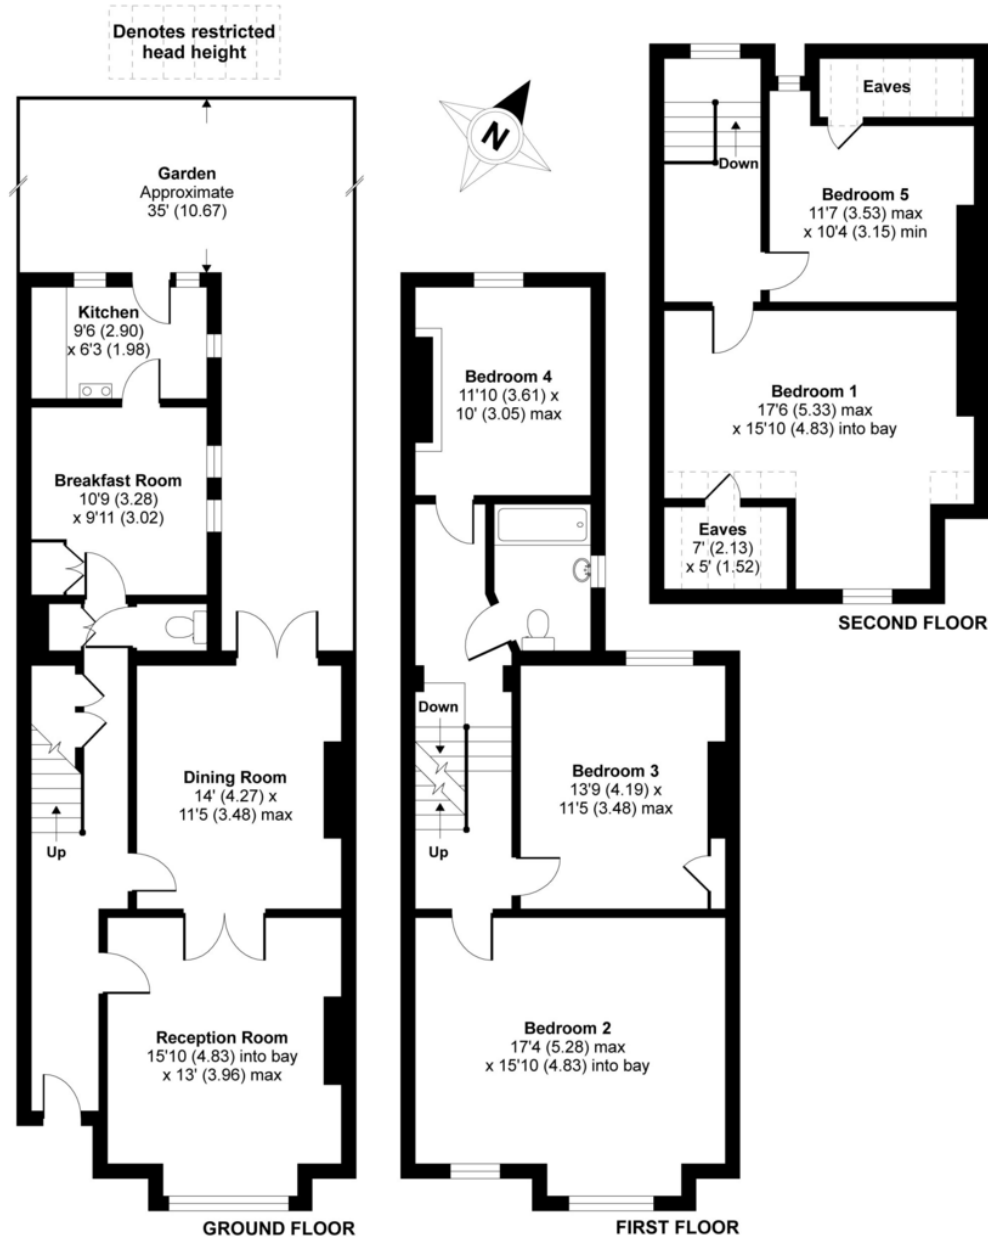 Denotes restricted
head height
Garden
Approximate
35' (10.67)
N
Kitchen
9'6 (2.90)
x 6'3 (1.98)
Breakfast Room
10'9 (3.28)
x 9'11 (3.02)
Dining Room
14' (4.27) x
11'5 (3.48) max
Up
Reception Room
15'10 (4.83) into bay
x 13' (3.96) max
GROUND FLOOR
Bedroom 4
11'10 (3.61) x
10' (3.05) max
Down
Up
Bedroom 3
13'9 (4.19) x
11'5 (3.48) max
Bedroom 2
17'4 (5.28) max
x 15'10 (4.83) into bay
FIRST FLOOR
Eaves
Down
Bedroom 5
11'7 (3.53) max
x 10'4 (3.15) min
Bedroom 1
17'6 (5.33) max
x 15'10 (4.83) into bay
Eaves
7' (2.13)
x 5' (1.52)
SECOND FLOOR